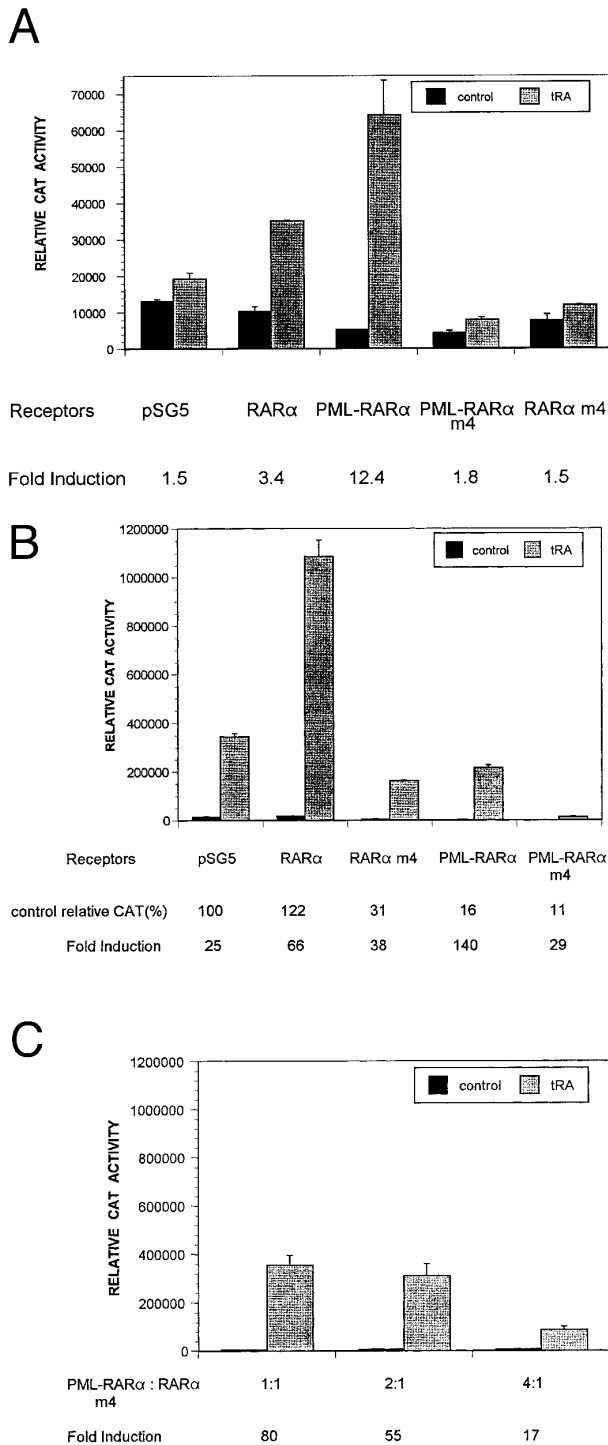 A
RELATIVE CAT ACTIVITY
70000
60000
50000
40000
30000
20000
10000
0
control tRA
Receptors pSG5 RARα PML-RARα PML-RARα m4 RARα m4
Fold Induction 1.5 3.4 12.4 1.8 1.5
B
RELATIVE CAT ACTIVITY
1200000
1000000
800000
600000
400000
200000
0
control tRA
Receptors pSG5 RARα RARα m4 PML-RARα PML-RARα m4
control relative CAT(%) 100 122 31 16 11
Fold Induction 25 66 38 140 29
C
RELATIVE CAT ACTIVITY
1200000
1000000
800000
600000
400000
200000
0
control tRA
PML-RARα : RARα 1:1 2:1 4:1
m4
Fold Induction 80 55 17